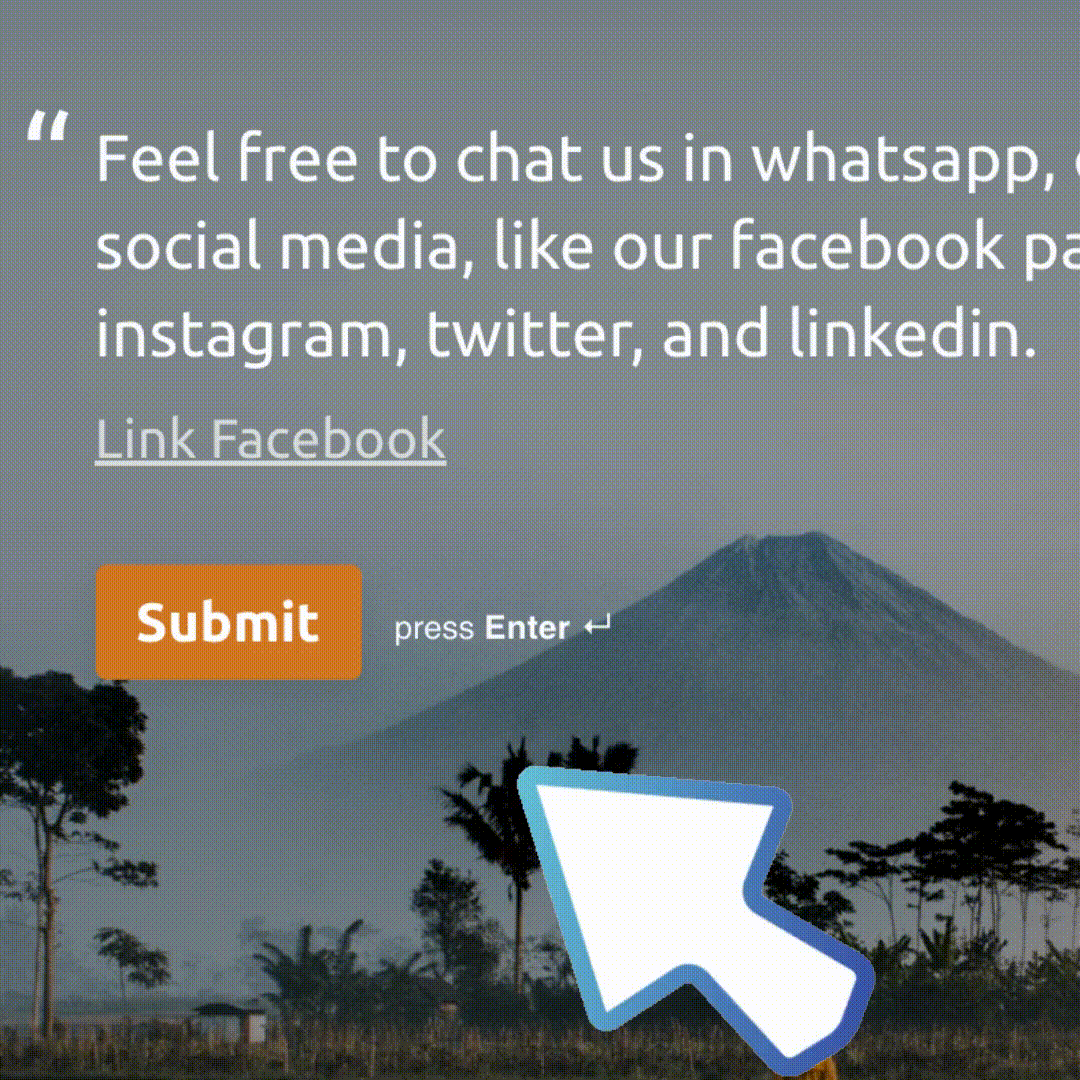 “ Feel free to chat us in whatsapp,
social media, like our facebook
instagram, twitter, and linkedin.
Link Facebook
Submit press Enter ↵